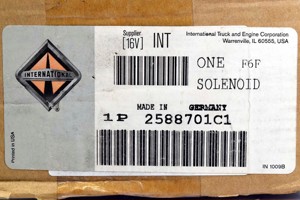 Supplier
[16V] INT
International Truck and Engine Corporation
Warrenville, IL 60555, USA
INTERNATIONAL
ONE F6F
SOLENOID
MADE IN GERMANY
1P 2588701C1
Printed in USA
IN 1009B